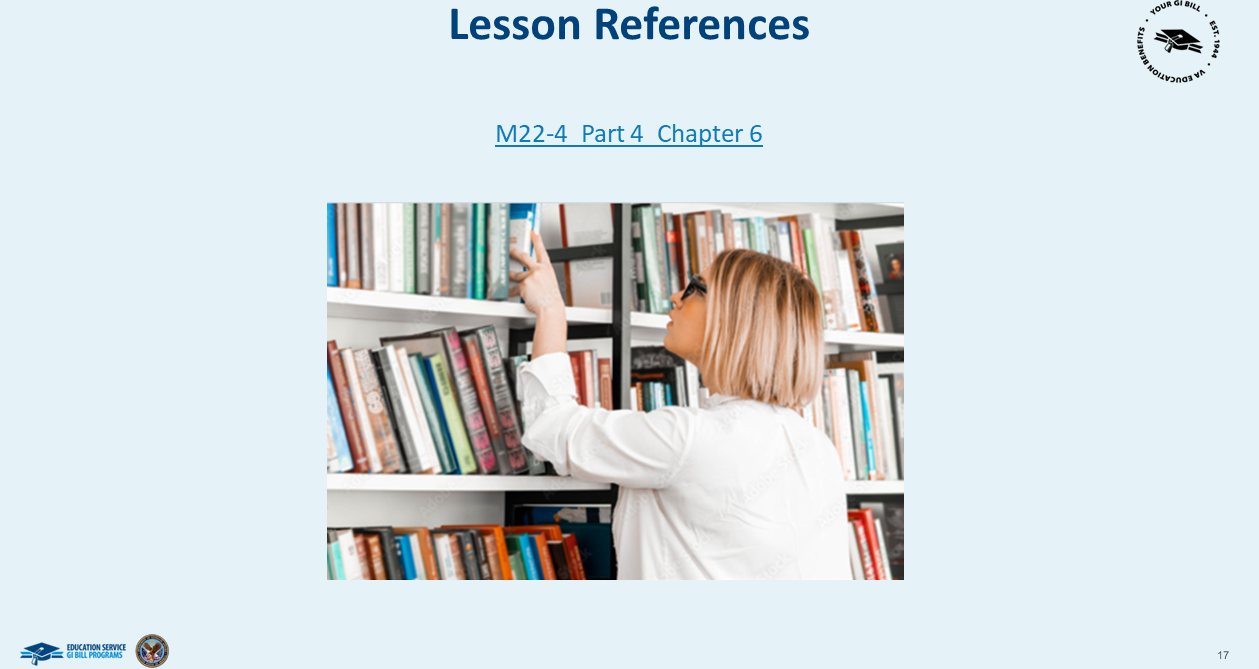 Lesson References
YOUR GI BILL • EST. 1944 • VA EDUCATION BENEFITS •
M22-4 Part 4 Chapter 6
EDUCATION SERVICE
GI BILL PROGRAMS
17